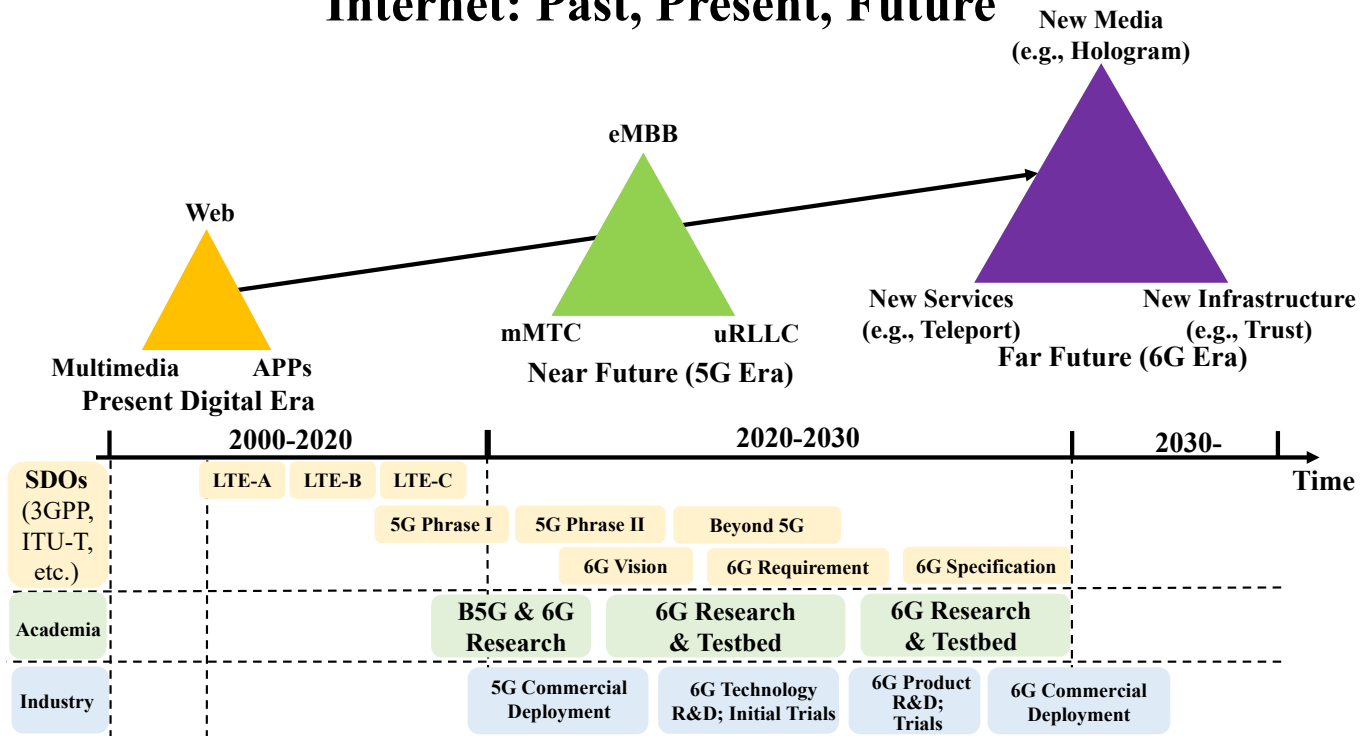 Internet: Past, Present, Future
New Media
(e.g., Hologram)
eMBB
Web
New Services
(e.g., Teleport)
New Infrastructure
(e.g., Trust)
mMTC
uRLLC
Far Future (6G Era)
Near Future (5G Era)
Multimedia
APPs
Present Digital Era
2000-2020
2020-2030
2030-
Time
SDOs
(3GPP,
ITU-T,
etc.)
LTE-A
LTE-B
LTE-C
5G Phrase I
5G Phrase II
Beyond 5G
6G Vision
6G Requirement
6G Specification
Academia
B5G & 6G
Research
6G Research
& Testbed
6G Research
& Testbed
Industry
5G Commercial
Deployment
6G Technology
R&D; Initial Trials
6G Product
R&D;
Trials
6G Commercial
Deployment